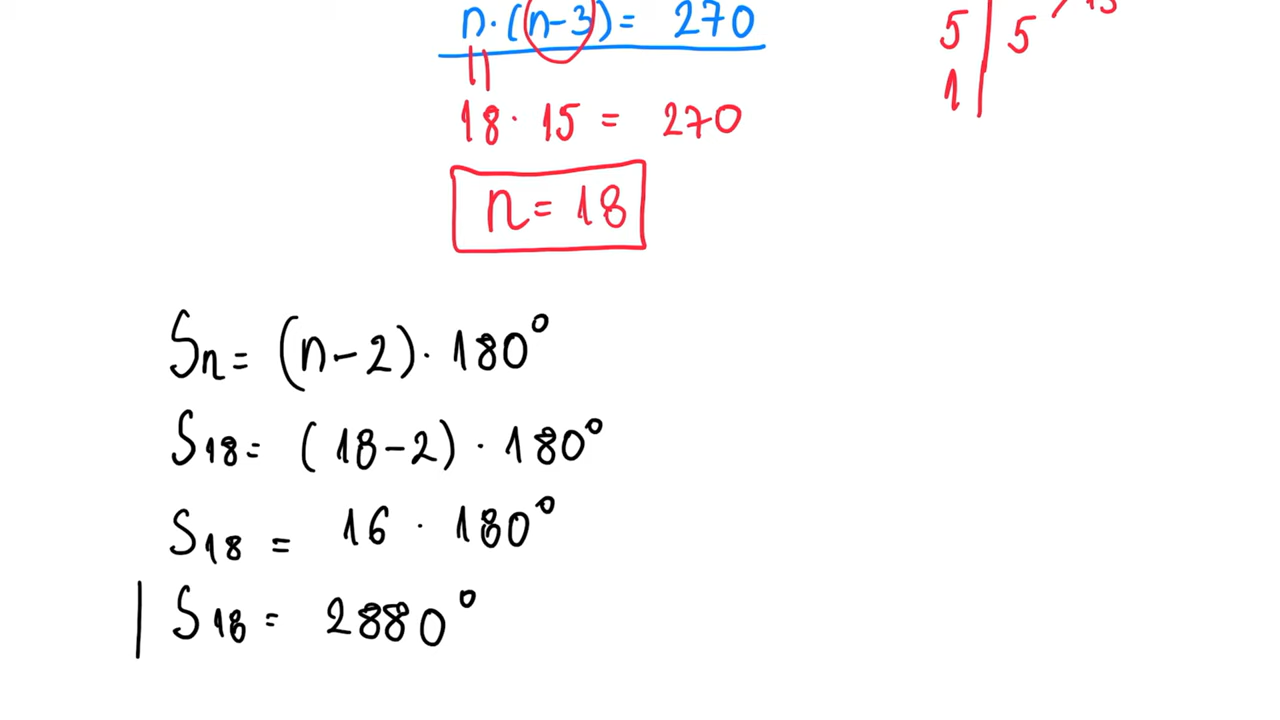 n·(n-3)= 270
18· 15 = 270
n= 18
5 | 5
15
1 |
Sn= (n-2)· 180°
S18= (18-2) · 180°
S18 = 16 · 180°
S18= 2880°